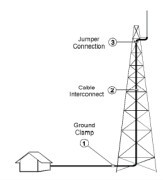 Jumper
Connection
3
Cable
Interconnect
2
Ground
Clamp
1